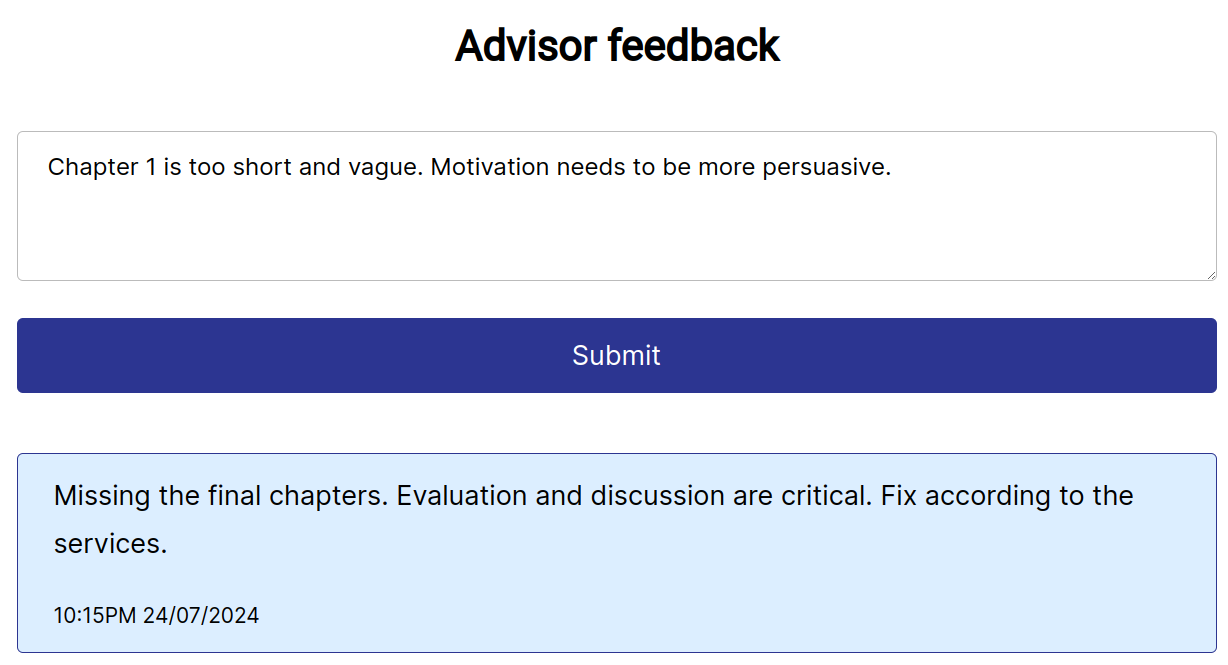 Advisor feedback
Chapter 1 is too short and vague. Motivation needs to be more persuasive.
Submit
Missing the final chapters. Evaluation and discussion are critical. Fix according to the
services.
10:15PM 24/07/2024